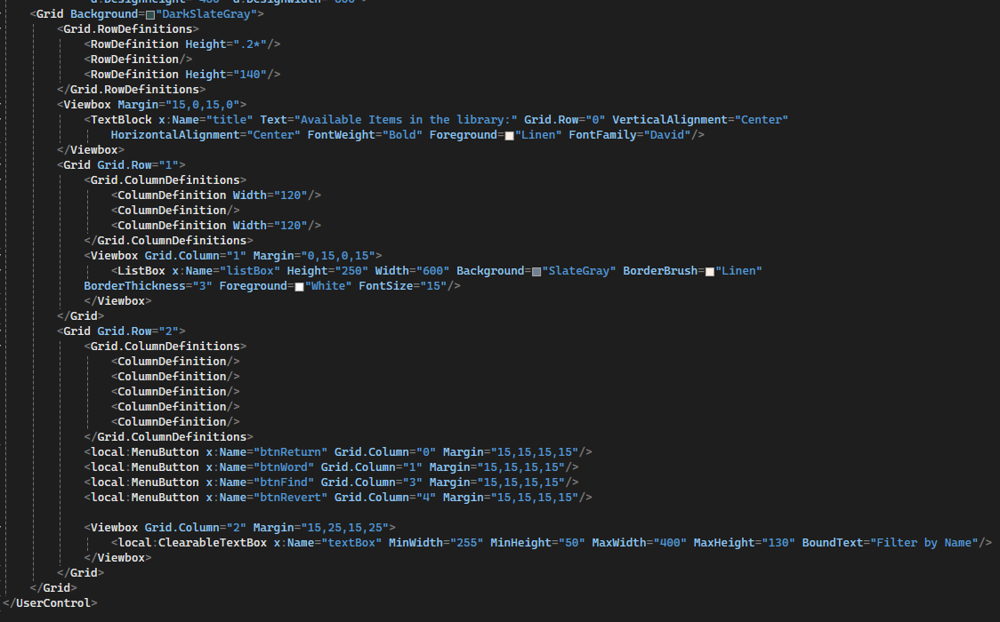 <Grid Background="DarkSlateGray">
<Grid.RowDefinitions>
<RowDefinition Height=".2*"/>
<RowDefinition/>
<RowDefinition Height="140"/>
</Grid.RowDefinitions>
<Viewbox Margin="15,0,15,0">
<TextBlock x:Name="title" Text="Available Items in the library:" Grid.Row="0" VerticalAlignment="Center"
HorizontalAlignment="Center" FontWeight="Bold" Foreground="Linen" FontFamily="David"/>
</Viewbox>
<Grid Grid.Row="1">
<Grid.ColumnDefinitions>
<ColumnDefinition Width="120"/>
<ColumnDefinition/>
<ColumnDefinition Width="120"/>
</Grid.ColumnDefinitions>
<Viewbox Grid.Column="1" Margin="0,15,0,15">
<ListBox x:Name="listBox" Height="250" Width="600" Background="SlateGray" BorderBrush="Linen"
BorderThickness="3" Foreground="White" FontSize="15"/>
</Viewbox>
</Grid>
<Grid Grid.Row="2">
<Grid.ColumnDefinitions>
<ColumnDefinition/>
<ColumnDefinition/>
<ColumnDefinition/>
<ColumnDefinition/>
<ColumnDefinition/>
</Grid.ColumnDefinitions>
<local:MenuButton x:Name="btnReturn" Grid.Column="0" Margin="15,15,15,15"/>
<local:MenuButton x:Name="btnWord" Grid.Column="1" Margin="15,15,15,15"/>
<local:MenuButton x:Name="btnFind" Grid.Column="3" Margin="15,15,15,15"/>
<local:MenuButton x:Name="btnRevert" Grid.Column="4" Margin="15,15,15,15"/>
<Viewbox Grid.Column="2" Margin="15,25,15,25">
<local:ClearableTextBox x:Name="textBox" MinWidth="255" MinHeight="50" MaxWidth="400" MaxHeight="130" BoundText="Filter by Name"/>
</Viewbox>
</Grid>
</Grid>
</UserControl>